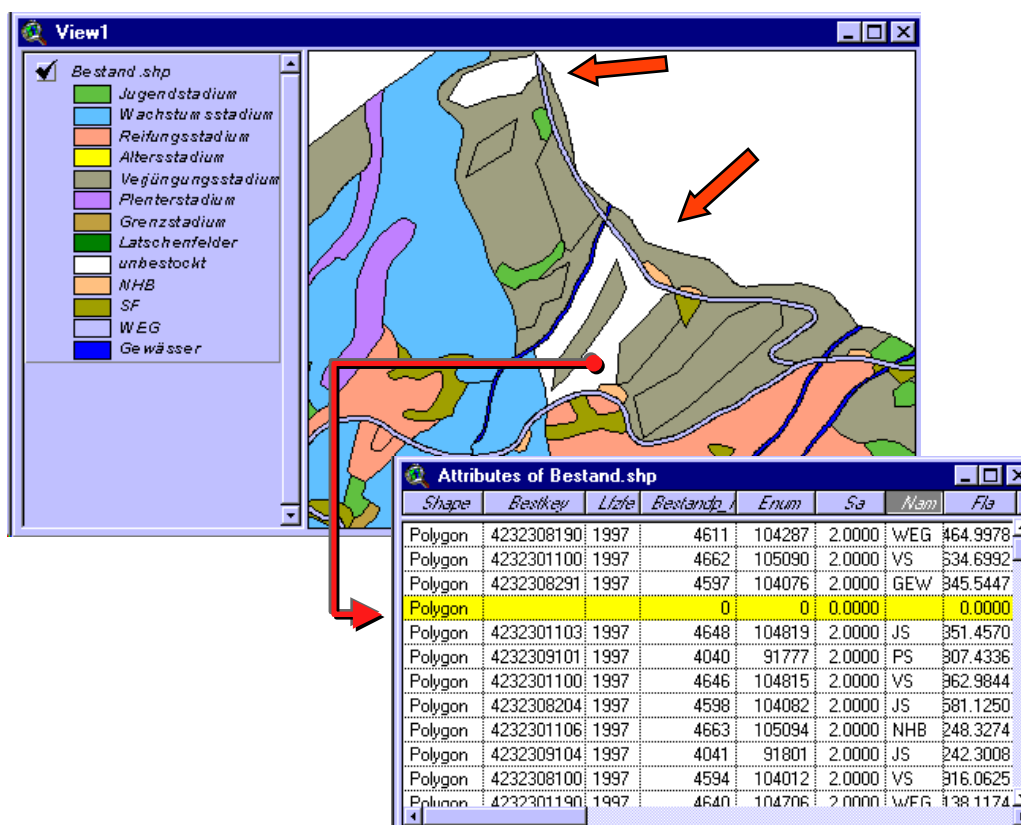 View1
Bestand.shp
Jugendstadium
Wachstumsstadium
Reifungsstadium
Altersstadium
Verjüngungsstadium
Plenterstadium
Grenzstadium
Latschenfelder
unbestockt
NHB
SF
WEG
Gewässer
Attributes of Bestand.shp
Shape Bestkey Lfzfe Bestandp_ Enum Sa Nam Fla
Polygon 4232308190 1997 4611 104287 2.0000 WEG 464.9978
Polygon 4232301100 1997 4662 105090 2.0000 VS 634.6992
Polygon 4232308291 1997 4597 104076 2.0000 GEW 845.5447
Polygon 0 0 0.0000 0.0000
Polygon 4232301103 1997 4648 104819 2.0000 JS 351.4570
Polygon 4232309101 1997 4040 91777 2.0000 PS 807.4336
Polygon 4232301100 1997 4646 104815 2.0000 VS 962.9844
Polygon 4232308204 1997 4598 104082 2.0000 JS 581.1250
Polygon 4232301106 1997 4663 105094 2.0000 NHB 248.3274
Polygon 4232309104 1997 4041 91801 2.0000 JS 242.3008
Polygon 4232308100 1997 4594 104012 2.0000 VS 916.0625
Polygon 4232301190 1997 4640 104706 2.0000 WEG 138.1174